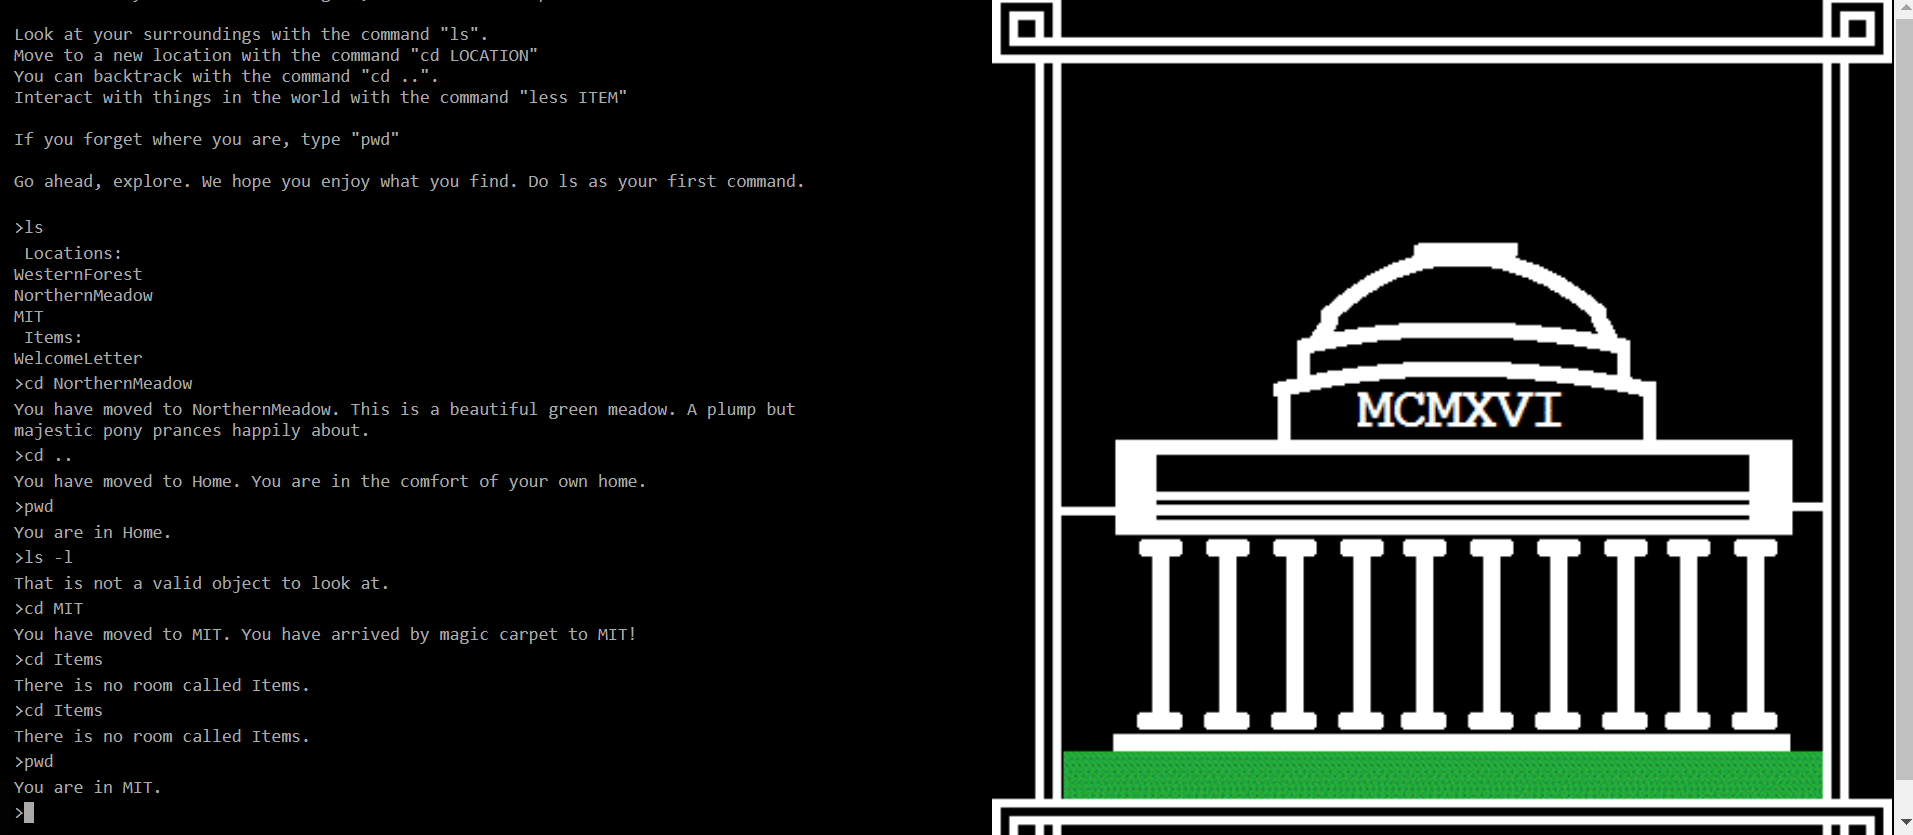 Look at your surroundings with the command "ls".
Move to a new location with the command "cd LOCATION"
You can backtrack with the command "cd ..".
Interact with things in the world with the command "less ITEM"
If you forget where you are, type "pwd"
Go ahead, explore. We hope you enjoy what you find. Do ls as your first command.
>ls
Locations:
WesternForest
NorthernMeadow
MIT
Items:
WelcomeLetter
>cd NorthernMeadow
You have moved to NorthernMeadow. This is a beautiful green meadow. A plump but
majestic pony prances happily about.
>cd ..
You have moved to Home. You are in the comfort of your own home.
>pwd
You are in Home.
>ls -l
That is not a valid object to look at.
>cd MIT
You have moved to MIT. You have arrived by magic carpet to MIT!
>cd Items
There is no room called Items.
>cd Items
There is no room called Items.
>pwd
You are in MIT.
>
MCMXVI